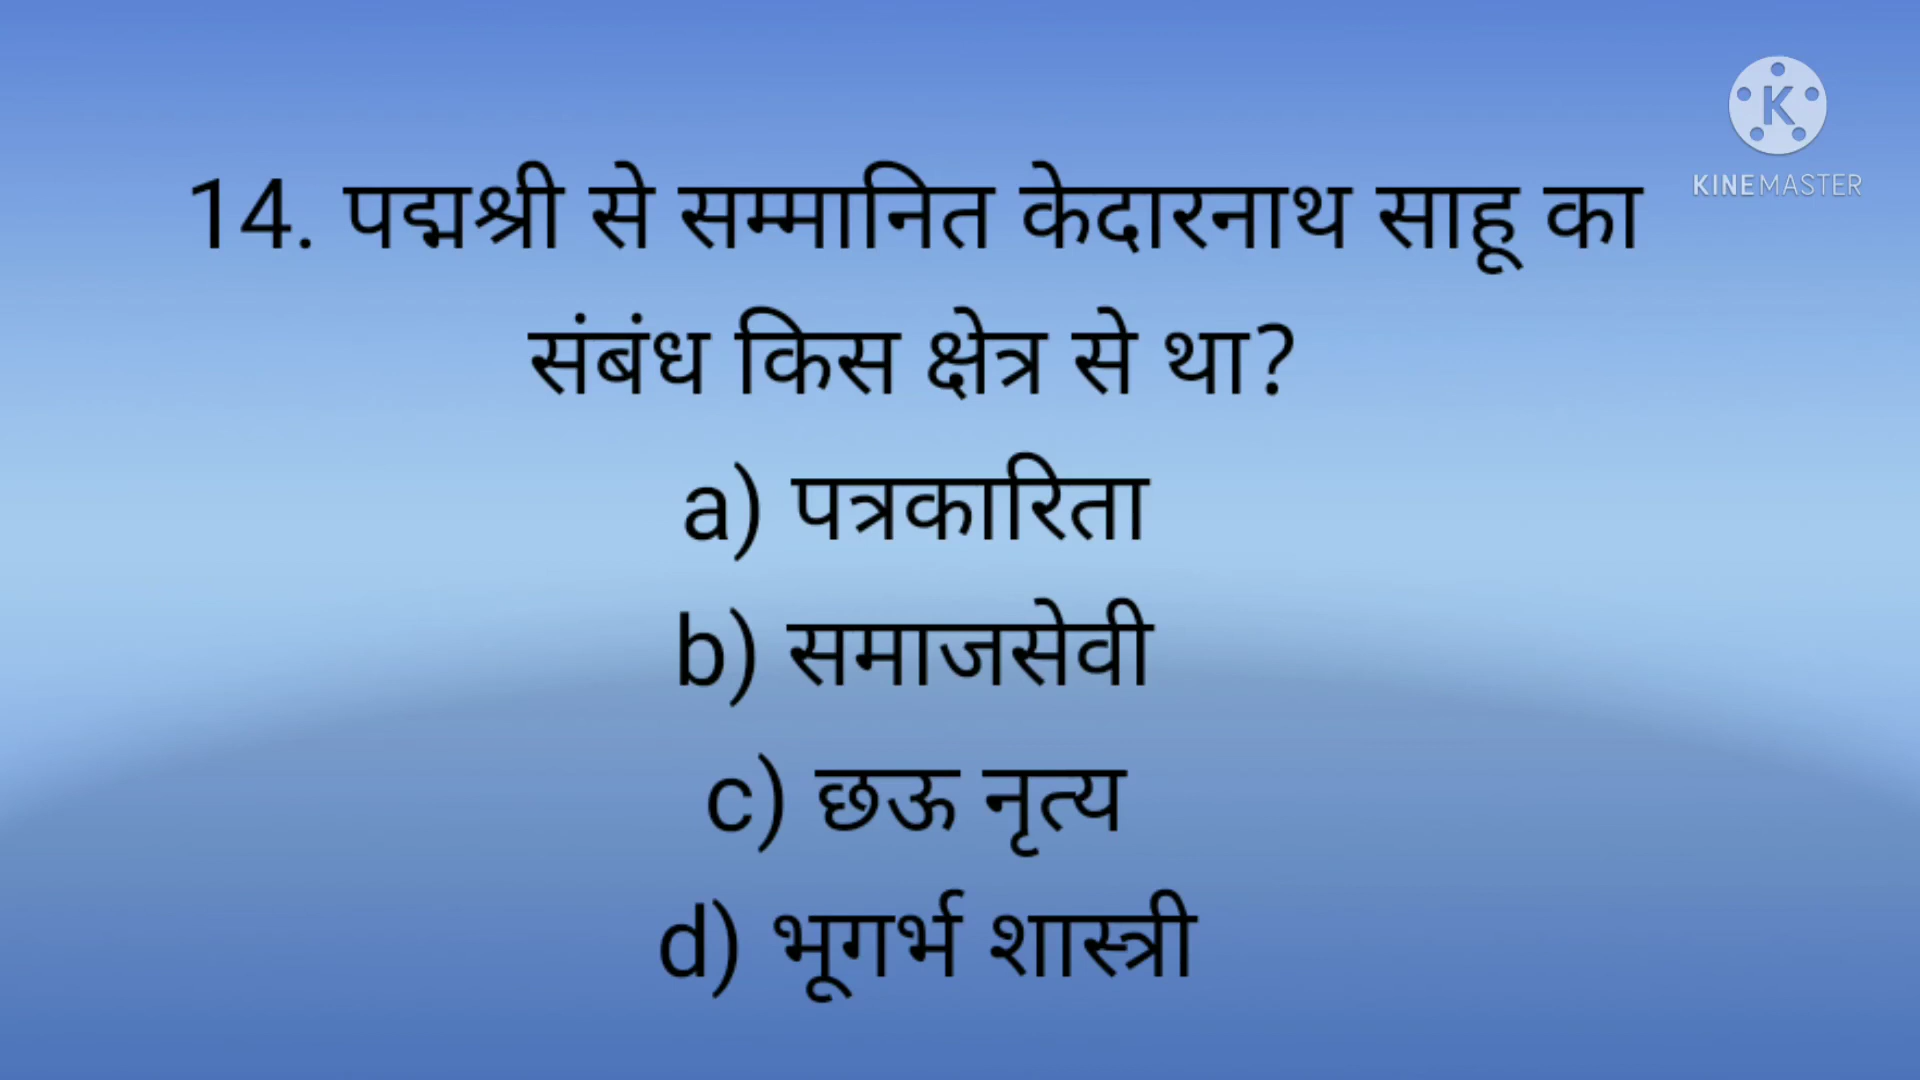 14. पद्मश्री से सम्मानित केदारनाथ साहू का
संबंध किस क्षेत्र से था?
a) पत्रकारिता
b) समाजसेवी
c) छऊ नृत्य
d) भूगर्भ शास्त्री
K
KINEMASTER